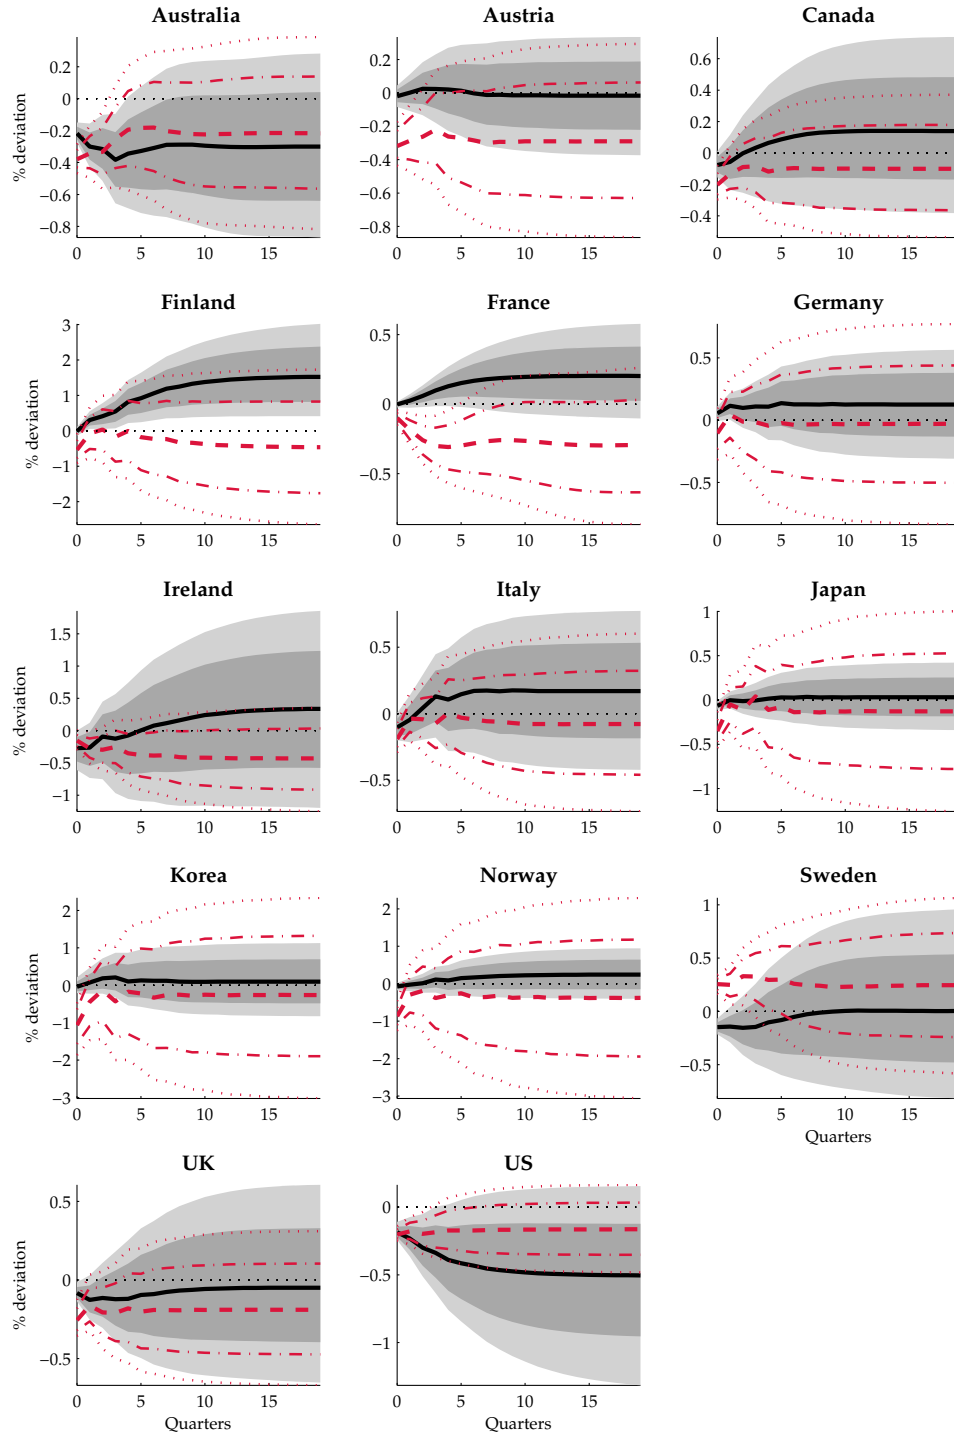 Australia Austria Canada
% deviation
0.2 0 −0.2 −0.4 −0.6 −0.8
0.2 0 −0.2 −0.4 −0.6 −0.8
0.6 0.4 0.2 0 −0.2 −0.4
0 5 10 15 0 5 10 15 0 5 10 15
Finland France Germany
% deviation
3 2 1 0 −1 −2
0.5 0 −0.5
0.5 0 −0.5
0 5 10 15 0 5 10 15 0 5 10 15
Ireland Italy Japan
% deviation
1.5 1 0.5 0 −0.5 −1
0.5 0 −0.5
1 0.5 0 −0.5 −1
0 5 10 15 0 5 10 15 0 5 10 15
Korea Norway Sweden
% deviation
2 1 0 −1 −2 −3
2 1 0 −1 −2 −3
1 0.5 0 −0.5
0 5 10 15 0 5 10 15 0 5 10 15
Quarters
UK US
% deviation
0.5 0 −0.5
0 −0.5 −1
0 5 10 15 0 5 10 15
Quarters Quarters